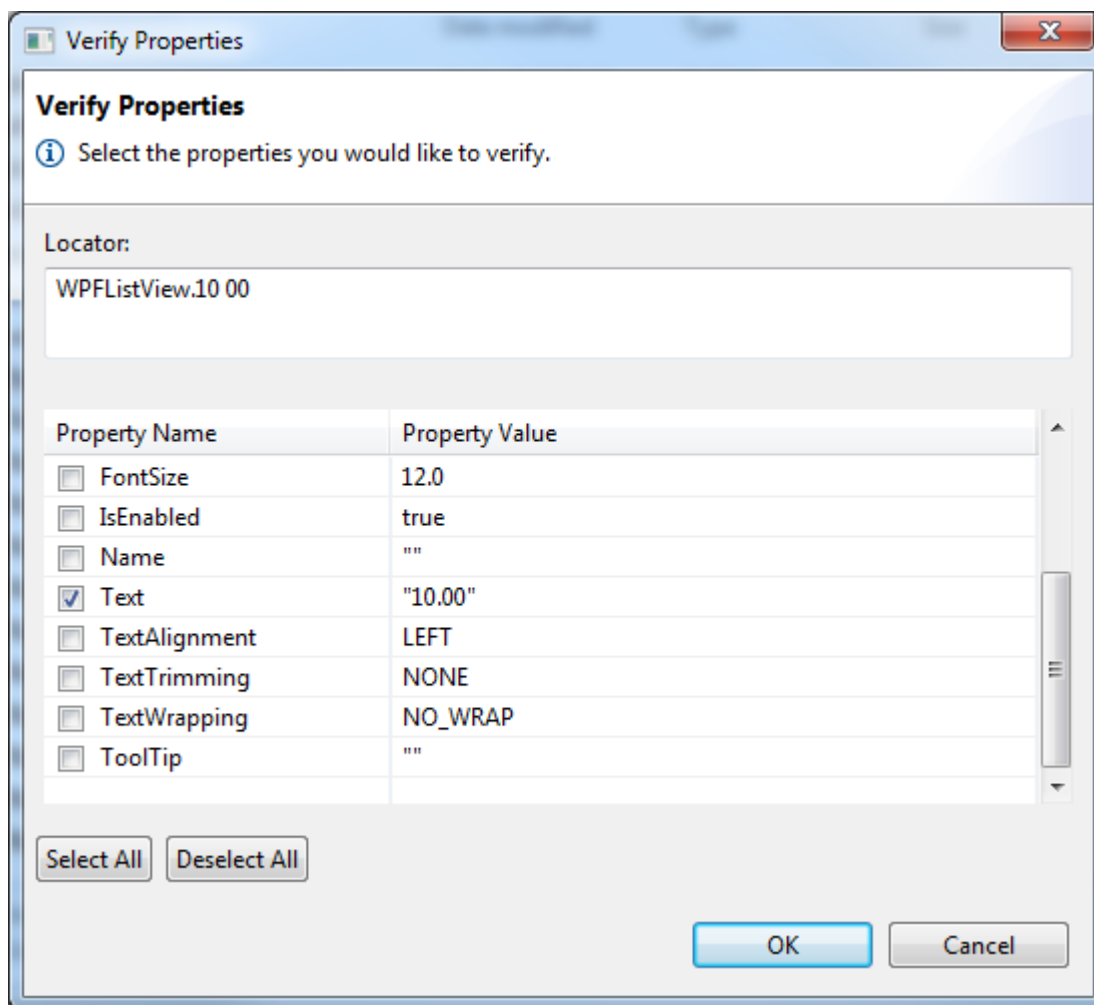 Verify Properties
Verify Properties
Select the properties you would like to verify.
Locator:
WPFListView.10 00
Property Name Property Value
FontSize 12.0
IsEnabled true
Name ""
Text "10.00"
TextAlignment LEFT
TextTrimming NONE
TextWrapping NO_WRAP
ToolTip ""
Select All Deselect All
OK Cancel